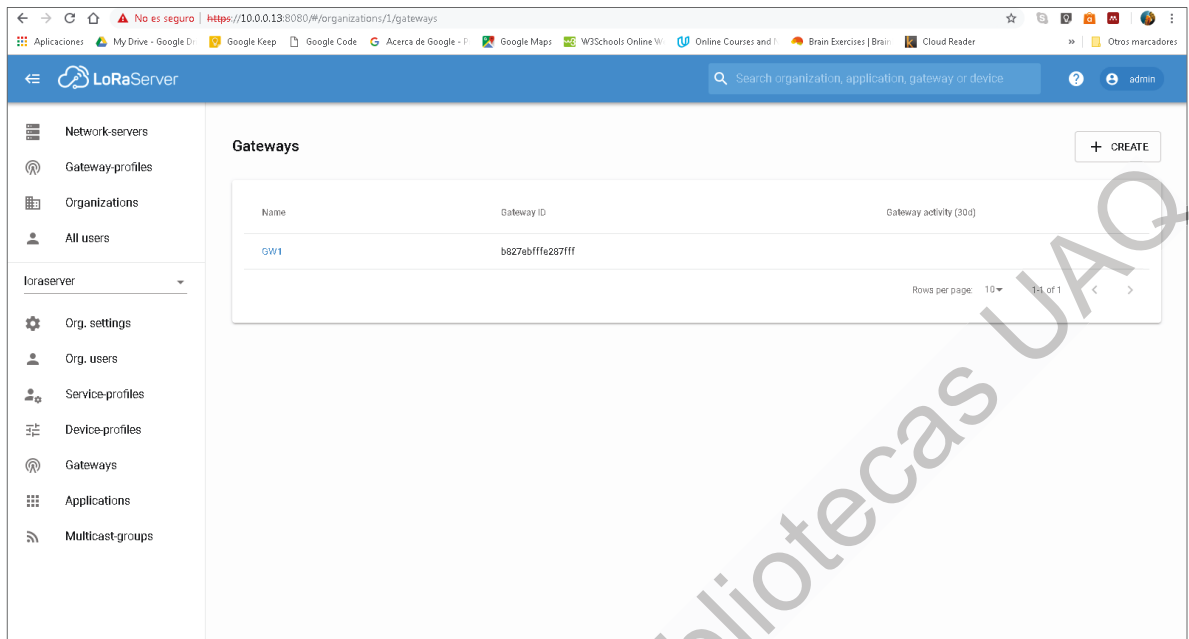 No es seguro | https://10.0.0.13:8080/#/organizations/1/gateways
Aplicaciones My Drive - Google Dr Google Keep Google Code Acerca de Google - P Google Maps W3Schools Online W Online Courses and Brain Exercises | Brain Cloud Reader » Otros marcadores
LoRaServer Search organization, application, gateway or device ? admin
Network-servers
Gateway-profiles
Organizations
All users
loraserver
Org. settings
Org. users
Service-profiles
Device-profiles
Gateways
Applications
Multicast-groups
Gateways
+ CREATE
Name Gateway ID Gateway activity (30d)
GW1 b827ebfffe287fff
Rows per page: 10 1-1 of 1 < >
bliotecas UAQ